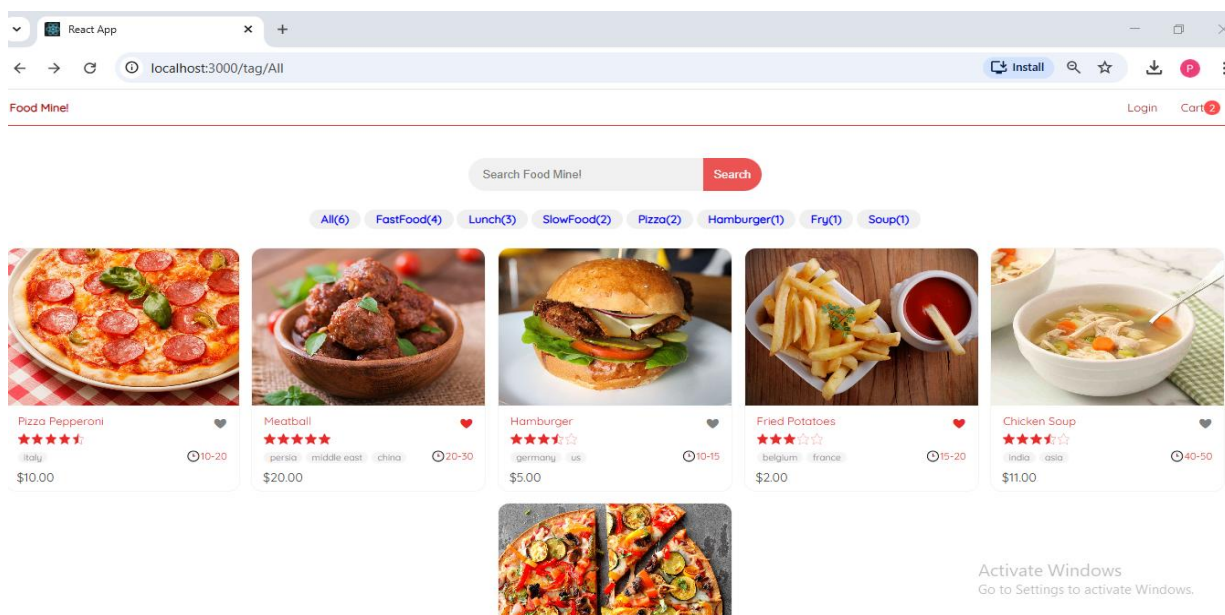 React App
localhost:3000/tag/All
Install
P
Food Mine!
Login Cart 2
Search Food Mine! Search
All(6) FastFood(4) Lunch(3) SlowFood(2) Pizza(2) Hamburger(1) Fry(1) Soup(1)
Pizza Pepperoni
italy
10-20
$10.00
Meatball
persia middle east china
20-30
$20.00
Hamburger
germany us
10-15
$5.00
Fried Potatoes
belgium france
15-20
$2.00
Chicken Soup
india asia
40-50
$11.00
Activate Windows
Go to Settings to activate Windows.